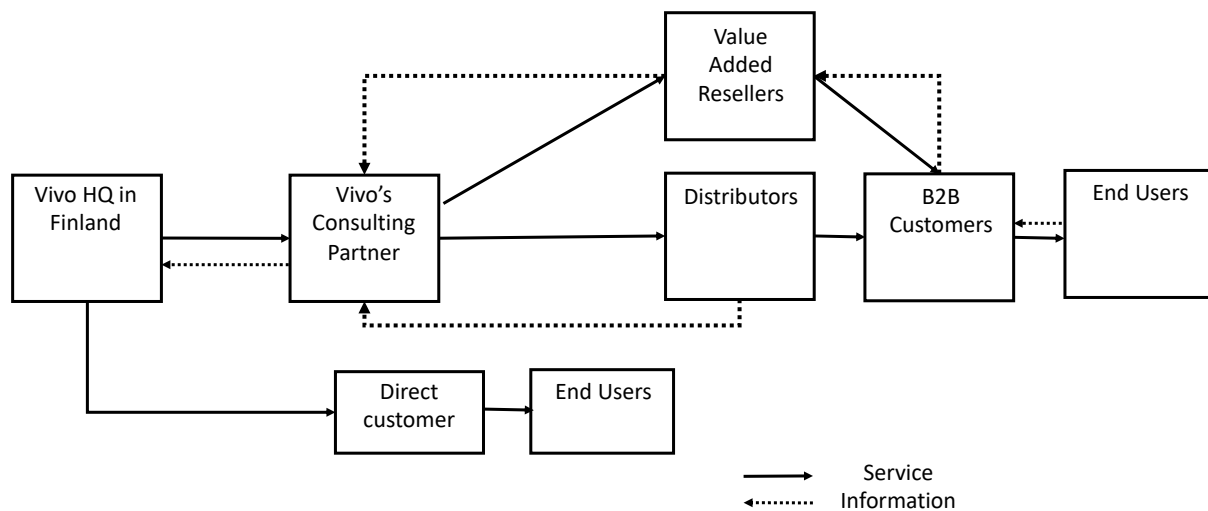 Value
Added
Resellers
Vivo HQ in
Finland
Vivo’s
Consulting
Partner
Distributors
B2B
Customers
End Users
Direct
customer
End Users
Service
Information